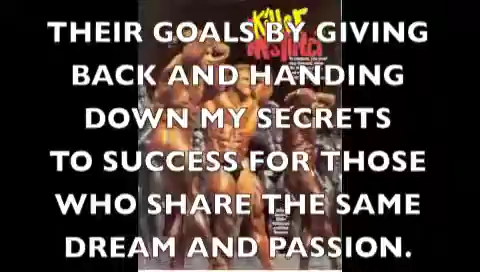 THEIR GOALS BY GIVING
BACK AND HANDING
DOWN MY SECRETS
TO SUCCESS FOR THOSE
WHO SHARE THE SAME
DREAM AND PASSION.
Killer